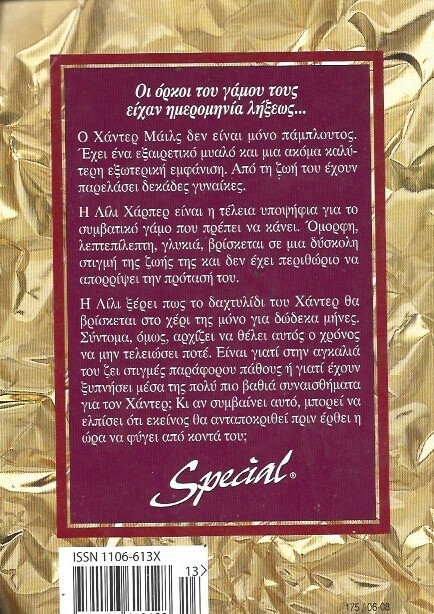 Οι όρκοι του γάμου τους
είχαν ημερομηνία λήξεως...
Ο Χάντερ Μάιλς δεν είναι μόνο πάμπλουτος.
Έχει ένα εξαιρετικό μυαλό και μια ακόμα καλύ-
τερη εξωτερική εμφάνιση. Από τη ζωή του έχουν
παρελάσει δεκάδες γυναίκες.
Η Λίλι Χάρπερ είναι η τέλεια υποψήφια για το
συμβατικό γάμο που πρέπει να κάνει. Όμορφη,
λεπτεπίλεπτη, γλυκιά, βρίσκεται σε μια δύσκολη
στιγμή της ζωής της και δεν έχει περιθώριο να
απορρίψει την πρότασή του.
Η Λίλι ξέρει πως το δαχτυλίδι του Χάντερ θα
βρίσκεται στο χέρι της μόνο για δώδεκα μήνες.
Σύντομα, όμως, αρχίζει να θέλει αυτός ο χρόνος
να μην τελειώσει ποτέ. Είναι γιατί στην αγκαλιά
του ζει στιγμές παράφορου πάθους ή γιατί έχουν
ξυπνήσει μέσα της πολύ πιο βαθιά συναισθήματα
για τον Χάντερ; Κι αν συμβαίνει αυτό, μπορεί να
ελπίσει ότι εκείνος θα ανταποκριθεί πριν έρθει η
ώρα να φύγει από κοντά του;
Special®
ISSN 1106-613X
13>
175 / 06-08